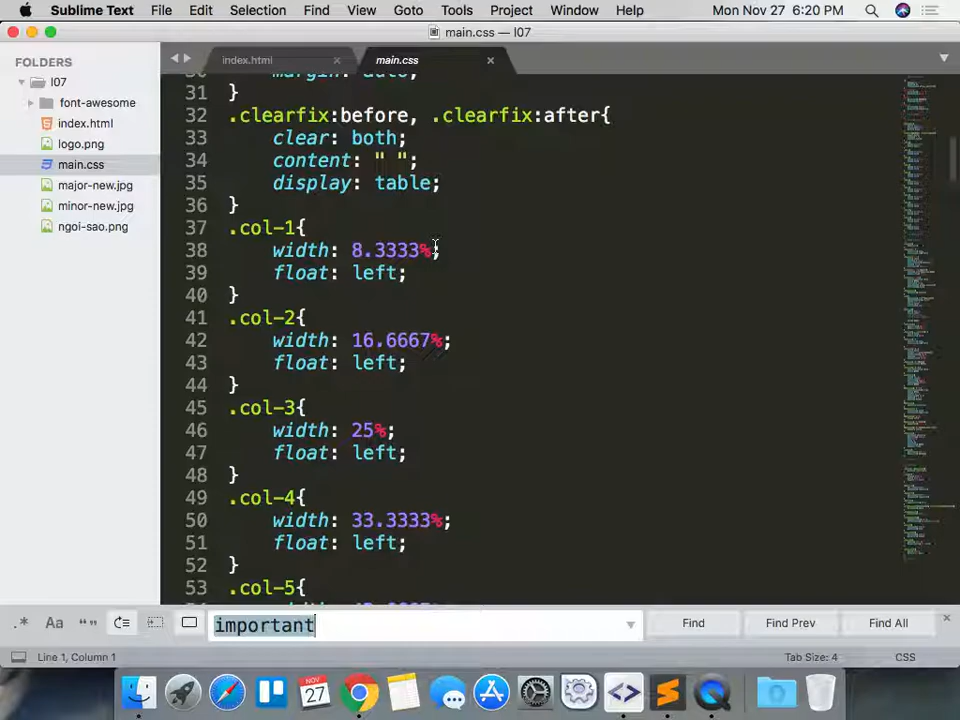 Sublime Text File Edit Selection Find View Goto Tools Project Window Help Mon Nov 27 6:20 PM
main.css — l07
FOLDERS
l07
font-awesome
index.html
logo.png
main.css
major-new.jpg
minor-new.jpg
ngoi-sao.png
index.html × main.css ×
margin: auto;
31 }
32 .clearfix:before, .clearfix:after{
33 clear: both;
34 content: " ";
35 display: table;
36 }
37 .col-1{
38 width: 8.3333%;
39 float: left;
40 }
41 .col-2{
42 width: 16.6667%;
43 float: left;
44 }
45 .col-3{
46 width: 25%;
47 float: left;
48 }
49 .col-4{
50 width: 33.3333%;
51 float: left;
52 }
53 .col-5{
.* Aa “” important Find Find Prev Find All ×
Line 1, Column 1 Tab Size: 4 CSS
NOV
27